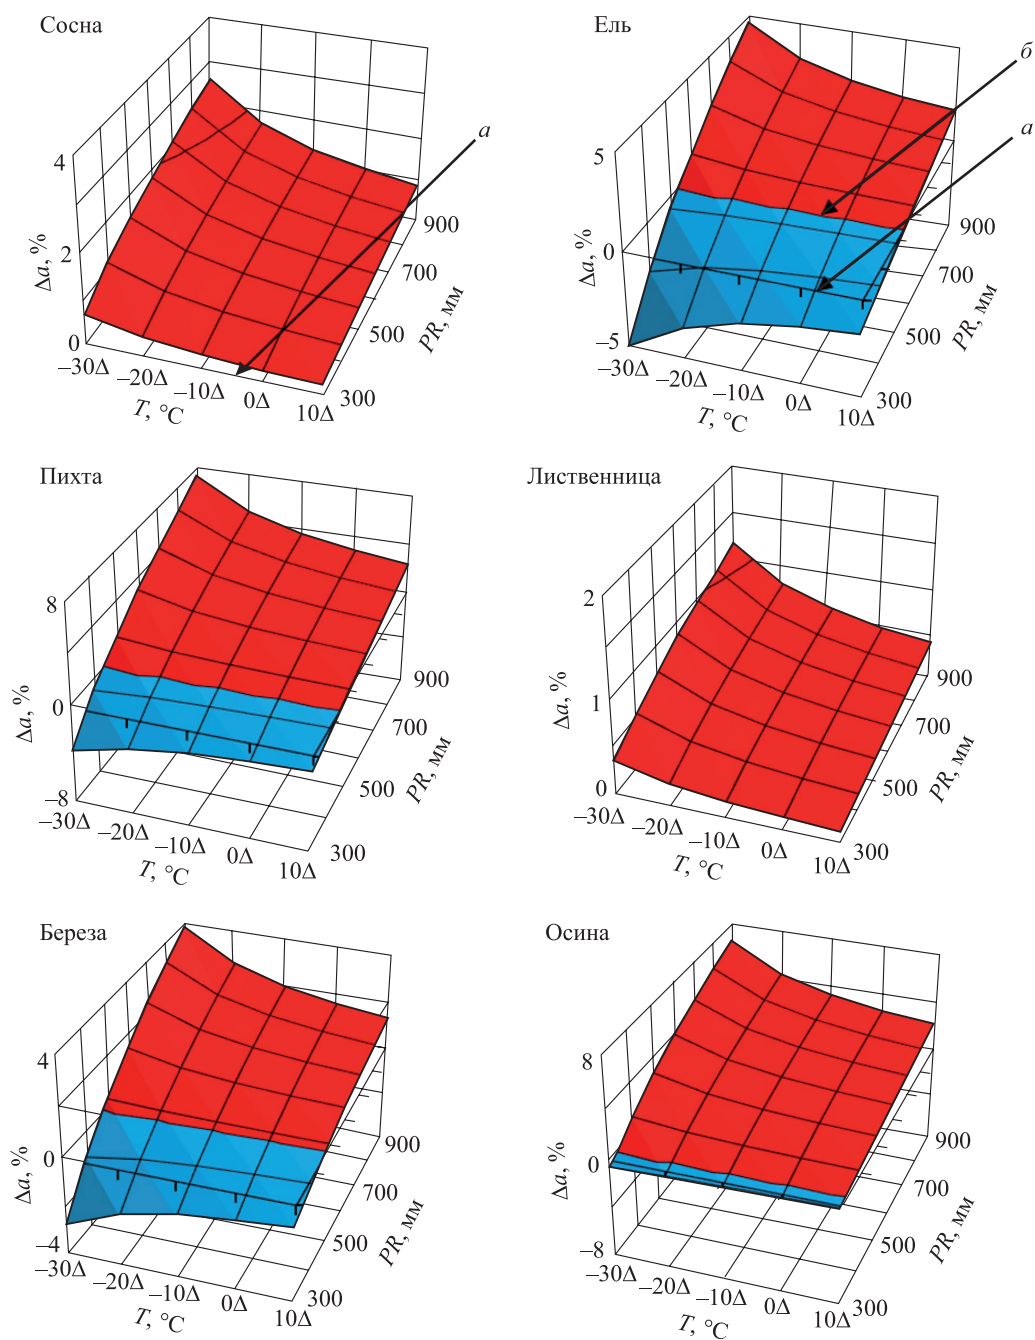 Сосна
а
4
2
0
Δa, %
–30Δ
–20Δ
–10Δ
0Δ
10Δ
T, °C
300
500
700
900
PR, мм
Ель
б
а
5
0
–5
Δa, %
–30Δ
–20Δ
–10Δ
0Δ
10Δ
T, °C
300
500
700
900
PR, мм
Пихта
8
0
–8
Δa, %
–30Δ
–20Δ
–10Δ
0Δ
10Δ
T, °C
300
500
700
900
PR, мм
Лиственница
2
1
0
Δa, %
–30Δ
–20Δ
–10Δ
0Δ
10Δ
T, °C
300
500
700
900
PR, мм
Береза
4
0
–4
Δa, %
–30Δ
–20Δ
–10Δ
0Δ
10Δ
T, °C
300
500
700
900
PR, мм
Осина
8
0
–8
Δa, %
–30Δ
–20Δ
–10Δ
0Δ
10Δ
T, °C
300
500
700
900
PR, мм